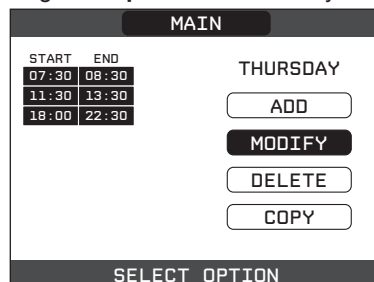 MAIN
START END
07:30 08:30
11:30 13:30
18:00 22:30
THURSDAY
ADD
MODIFY
DELETE
COPY
SELECT OPTION